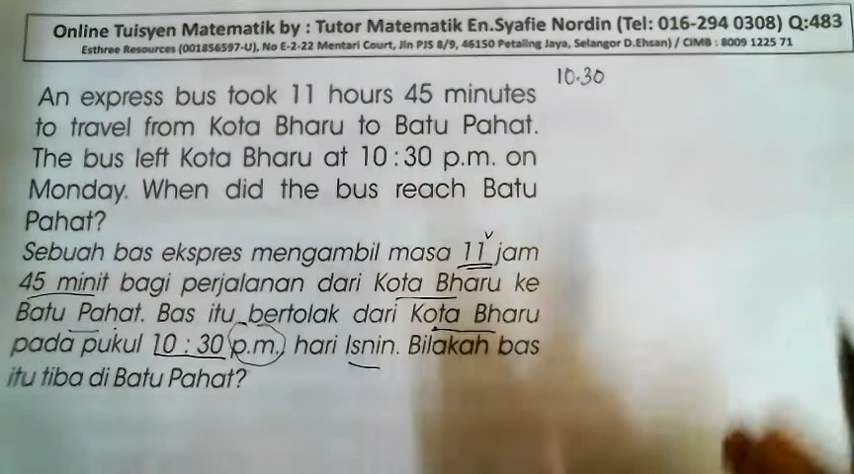 Online Tuisyen Matematik by : Tutor Matematik En.Syafie Nordin (Tel: 016-294 0308) Q:483
Esthree Resources (001856597-U), No E-2-22 Mentari Court, Jln PJS 8/9, 46150 Petaling Jaya, Selangor D.Ehsan) / CIMB : 8009 1225 71
10.30
An express bus took 11 hours 45 minutes
to travel from Kota Bharu to Batu Pahat.
The bus left Kota Bharu at 10:30 p.m. on
Monday. When did the bus reach Batu
Pahat?
Sebuah bas ekspres mengambil masa 11 jam
45 minit bagi perjalanan dari Kota Bharu ke
Batu Pahat. Bas itu bertolak dari Kota Bharu
pada pukul 10:30 p.m. hari Isnin. Bilakah bas
itu tiba di Batu Pahat?